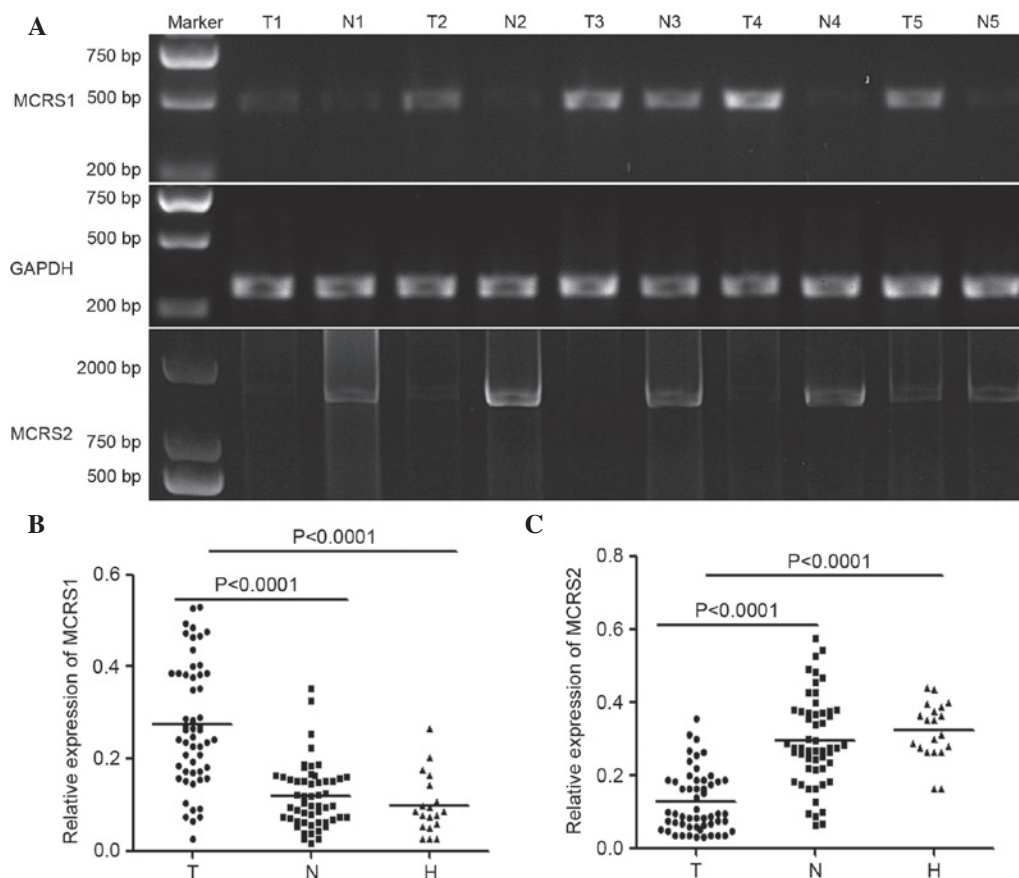 A
Marker T1 N1 T2 N2 T3 N3 T4 N4 T5 N5
750 bp
MCRS1
500 bp
200 bp
750 bp
500 bp
GAPDH
200 bp
2000 bp
MCRS2
750 bp
500 bp
B
P<0.0001
P<0.0001
Relative expression of MCRS1
0.6
0.4
0.2
0.0
T N H
C
P<0.0001
P<0.0001
Relative expression of MCRS2
0.8
0.6
0.4
0.2
0.0
T N H